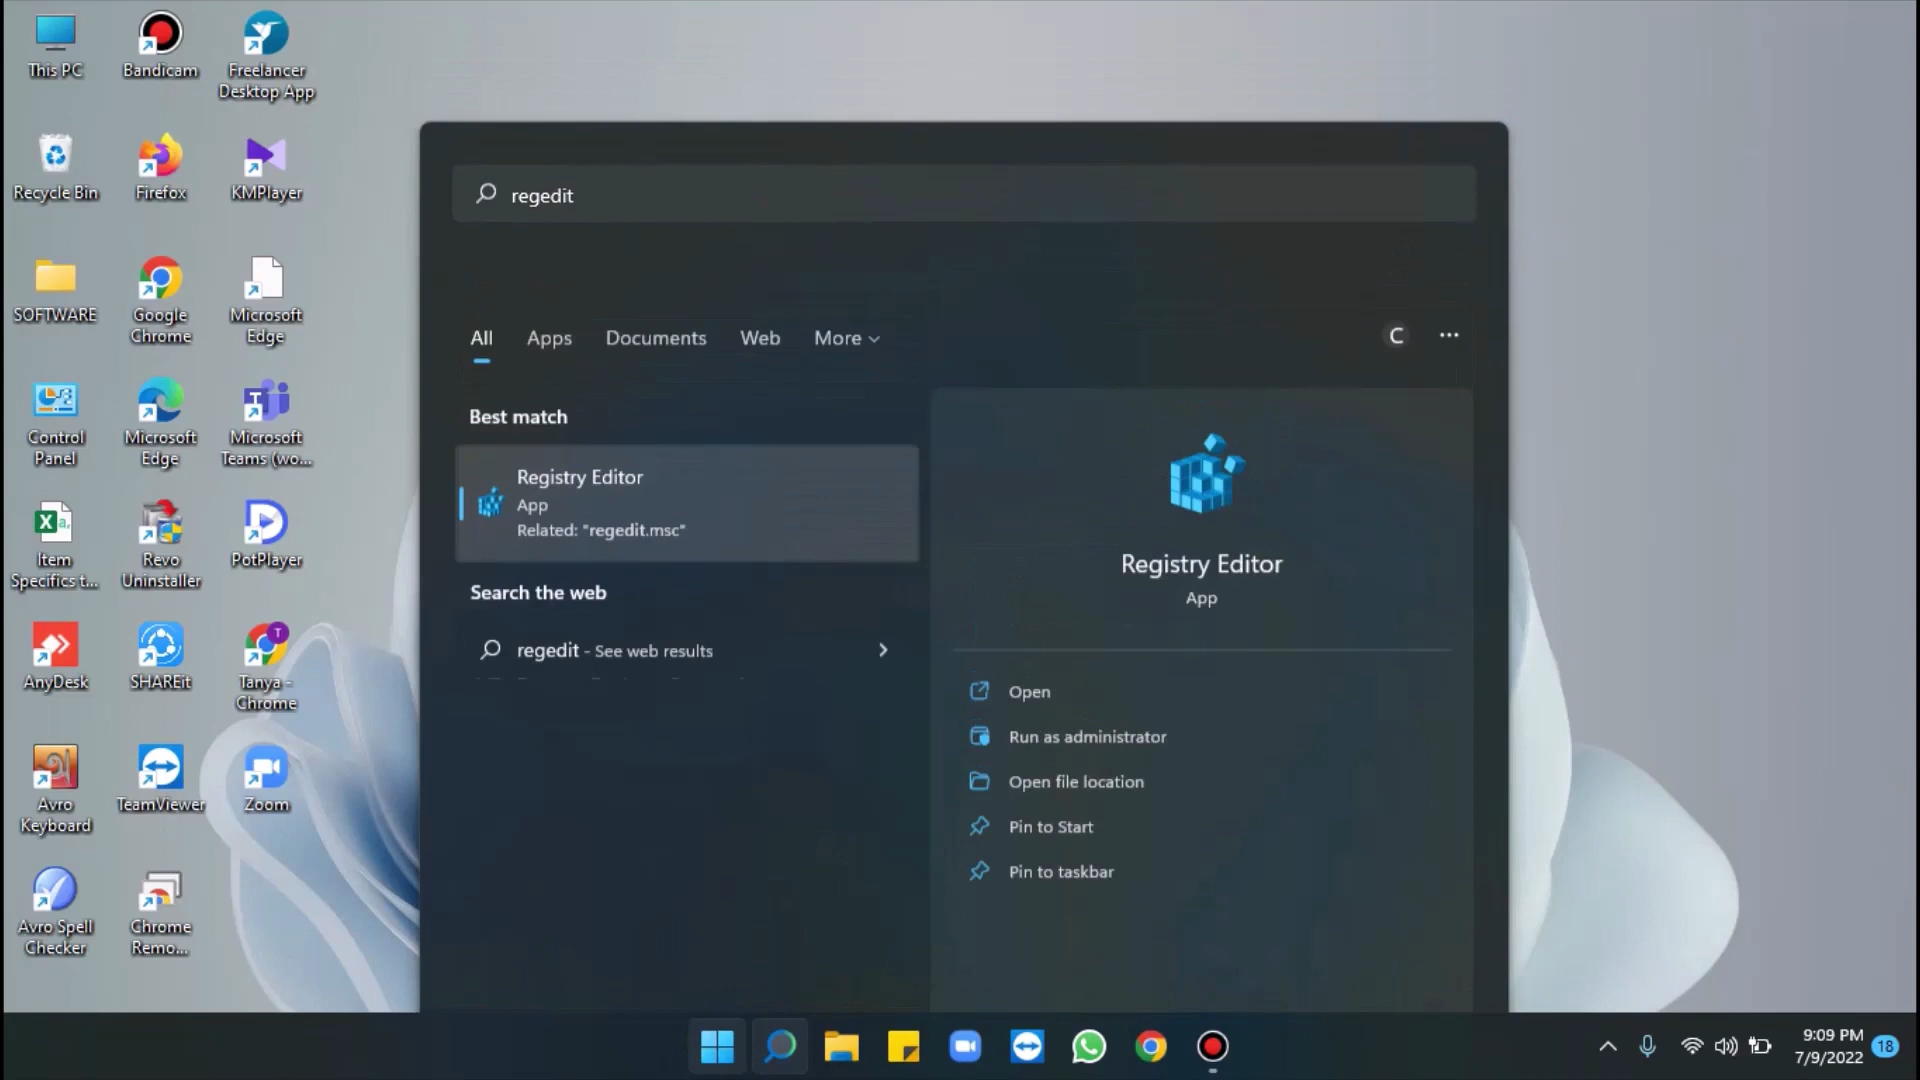 This PC
Bandicam
Freelancer
Desktop App
Recycle Bin
Firefox
KMPlayer
SOFTWARE
Google
Chrome
Microsoft
Edge
Control
Panel
Microsoft
Edge
Microsoft
Teams (wo...
Item
Specifics t...
Revo
Uninstaller
PotPlayer
AnyDesk
SHAREit
Tanya -
Chrome
Avro
Keyboard
TeamViewer
Zoom
Avro Spell
Checker
Chrome
Remo...
regedit
All
Apps
Documents
Web
More
C
Best match
Registry Editor
App
Related: "regedit.msc"
Search the web
regedit - See web results
Registry Editor
App
Open
Run as administrator
Open file location
Pin to Start
Pin to taskbar
9:09 PM
7/9/2022
18